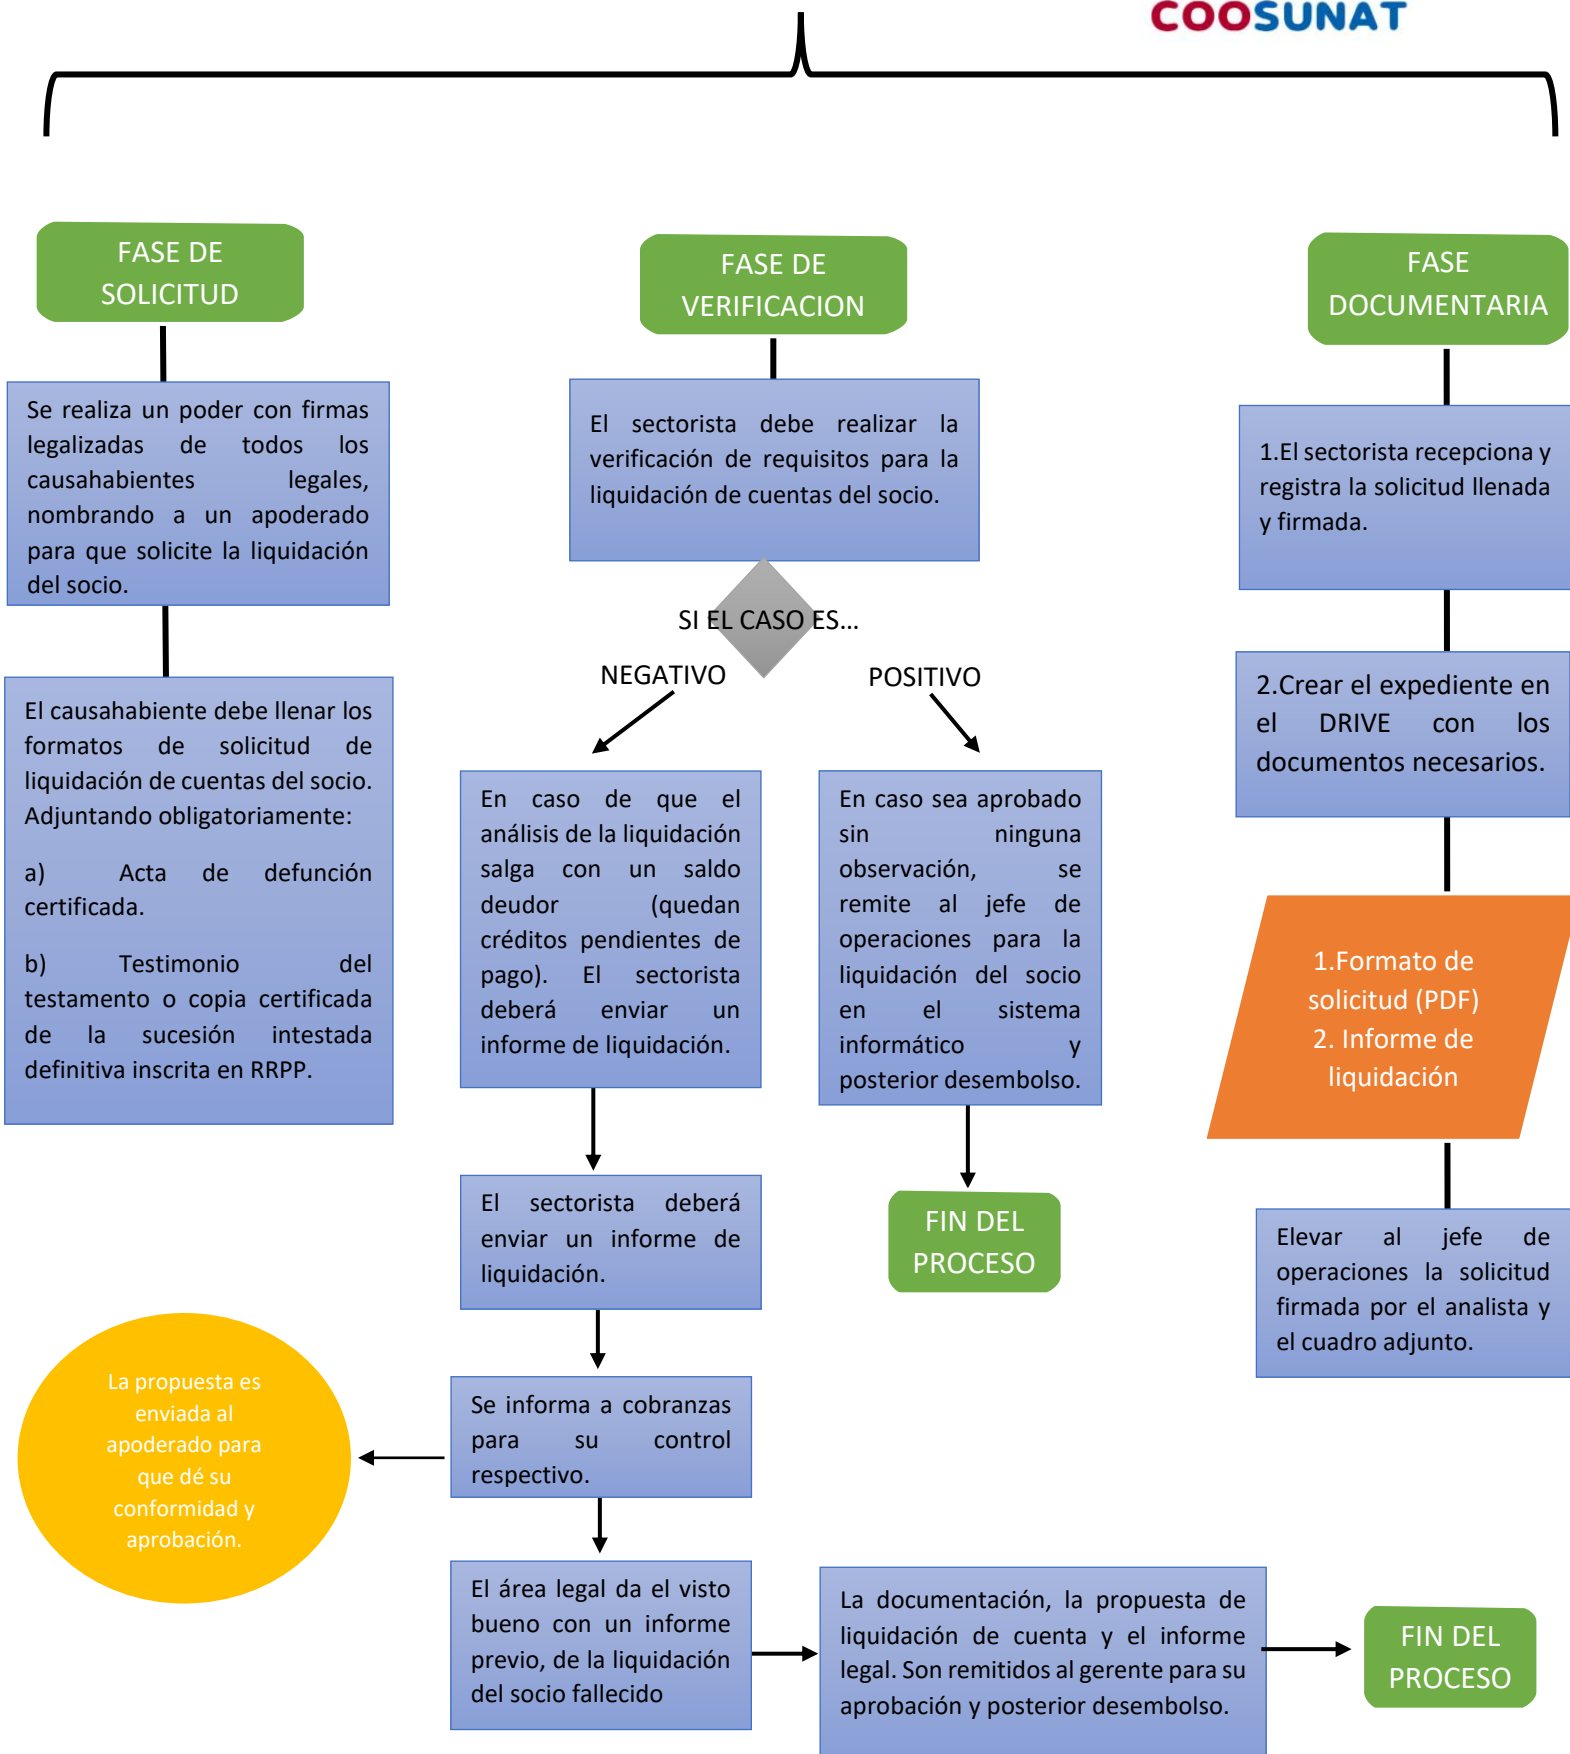 COOSUNAT
FASE DE
SOLICITUD
Se realiza un poder con firmas
legalizadas de todos los
causahabientes legales,
nombrando a un apoderado
para que solicite la liquidación
del socio.
El causahabiente debe llenar los
formatos de solicitud de
liquidación de cuentas del socio.
Adjuntando obligatoriamente:
a) Acta de defunción
certificada.
b) Testimonio del
testamento o copia certificada
de la sucesión intestada
definitiva inscrita en RRPP.
FASE DE
VERIFICACION
El sectorista debe realizar la
verificación de requisitos para la
liquidación de cuentas del socio.
SI EL CASO ES...
NEGATIVO
POSITIVO
En caso de que el
análisis de la liquidación
salga con un saldo
deudor (quedan
créditos pendientes de
pago). El sectorista
deberá enviar un
informe de liquidación.
En caso sea aprobado
sin ninguna
observación, se
remite al jefe de
operaciones para la
liquidación del socio
en el sistema
informático y
posterior desembolso.
FIN DEL
PROCESO
El sectorista deberá
enviar un informe de
liquidación.
Se informa a cobranzas
para su control
respectivo.
La propuesta es
enviada al
apoderado para
que dé su
conformidad y
aprobación.
El área legal da el visto
bueno con un informe
previo, de la liquidación
del socio fallecido
La documentación, la propuesta de
liquidación de cuenta y el informe
legal. Son remitidos al gerente para su
aprobación y posterior desembolso.
FIN DEL
PROCESO
FASE
DOCUMENTARIA
1.El sectorista recepciona y
registra la solicitud llenada
y firmada.
2.Crear el expediente en
el DRIVE con los
documentos necesarios.
1.Formato de
solicitud (PDF)
2. Informe de
liquidación
Elevar al jefe de
operaciones la solicitud
firmada por el analista y
el cuadro adjunto.